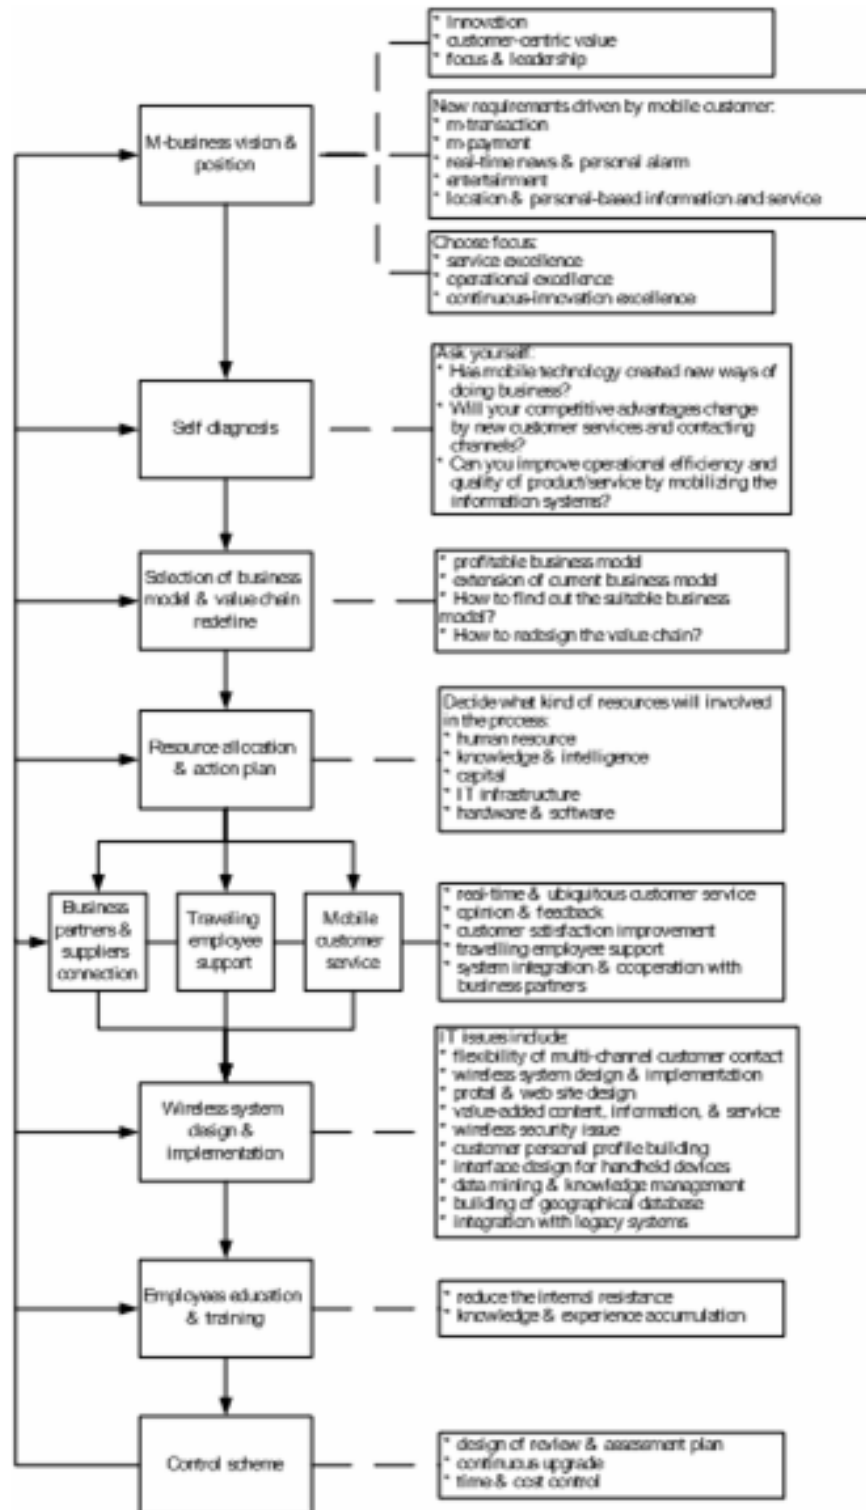 * Innovation
* customer-centric value
* focus & leadership
M-business vision &
position
New requirements driven by mobile customer:
* m-transaction
* m-payment
* real-time news & personal alarm
* entertainment
* location & personal-based information and service
Choose focus:
* service excellence
* operational excellence
* continuous-innovation excellence
Self diagnosis
Ask yourself:
* Has mobile technology created new ways of
doing business?
* Will your competitive advantages change
by new customer services and contacting
channels?
* Can you improve operational efficiency and
quality of product/service by mobilizing the
information systems?
Selection of business
model & value chain
redefine
* profitable business model
* extension of current business model
* How to find out the suitable business
model?
* How to redesign the value chain?
Resource allocation
& action plan
Decide what kind of resources will involved
in the process:
* human resource
* knowledge & intelligence
* capital
* IT infrastructure
* hardware & software
Business
partners &
suppliers
connection
Traveling
employee
support
Mobile
customer
service
* real-time & ubiquitous customer service
* opinion & feedback
* customer satisfaction improvement
* travelling employee support
* system integration & cooperation with
business partners
Wireless system
design &
implementation
IT issues include:
* flexibility of multi-channel customer contact
* wireless system design & implementation
* protal & web site design
* value-added content, information, & service
* wireless security issue
* customer personal profile building
* interface design for handheld devices
* data mining & knowledge management
* building of geographical database
* integration with legacy systems
Employees education
& training
* reduce the internal resistance
* knowledge & experience accumulation
Control scheme
* design of review & assessment plan
* continuous upgrade
* time & cost control